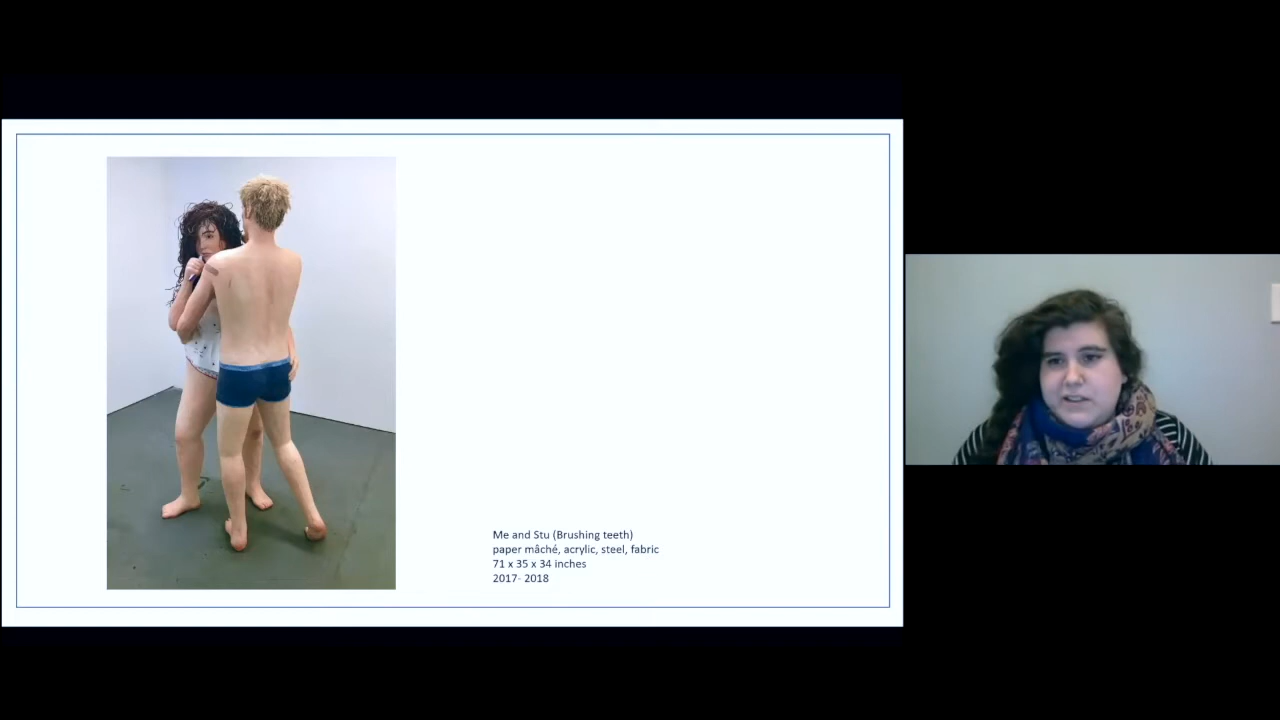 Me and Stu (Brushing teeth)
paper mâché, acrylic, steel, fabric
71 x 35 x 34 inches
2017- 2018